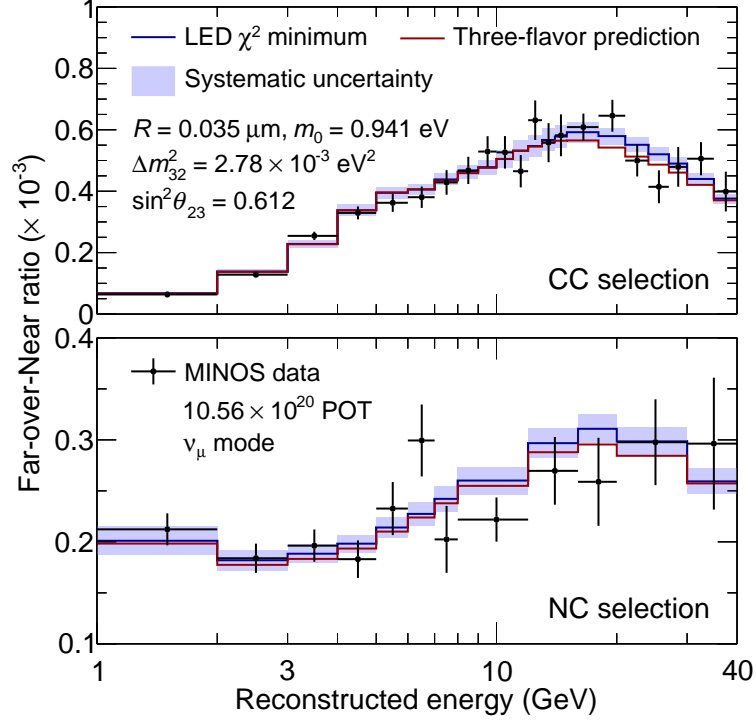 LED χ² minimum
Three-flavor prediction
Systematic uncertainty
R = 0.035 μm, m₀ = 0.941 eV
Δm²₃₂ = 2.78 × 10⁻³ eV²
sin²θ₂₃ = 0.612
CC selection
1
0.8
0.6
0.4
0.2
0
Far-over-Near ratio (× 10⁻³)
MINOS data
10.56 × 10²⁰ POT
νμ mode
NC selection
0.4
0.3
0.2
0.1
1 3 10 20 40
Reconstructed energy (GeV)